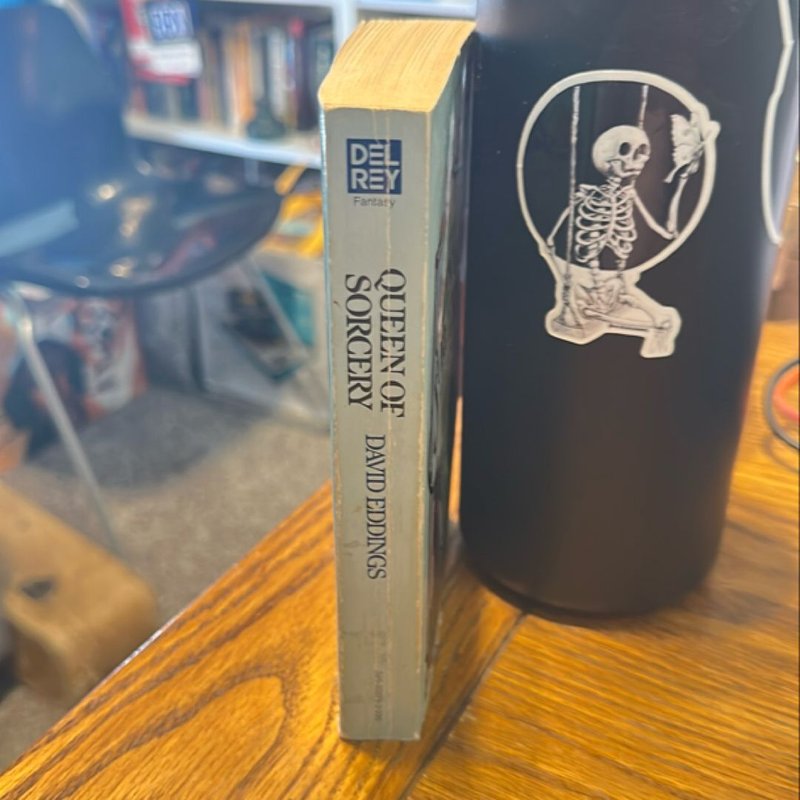 DEL
REY
Fantasy
QUEEN OF
SORCERY
DAVID EDDINGS